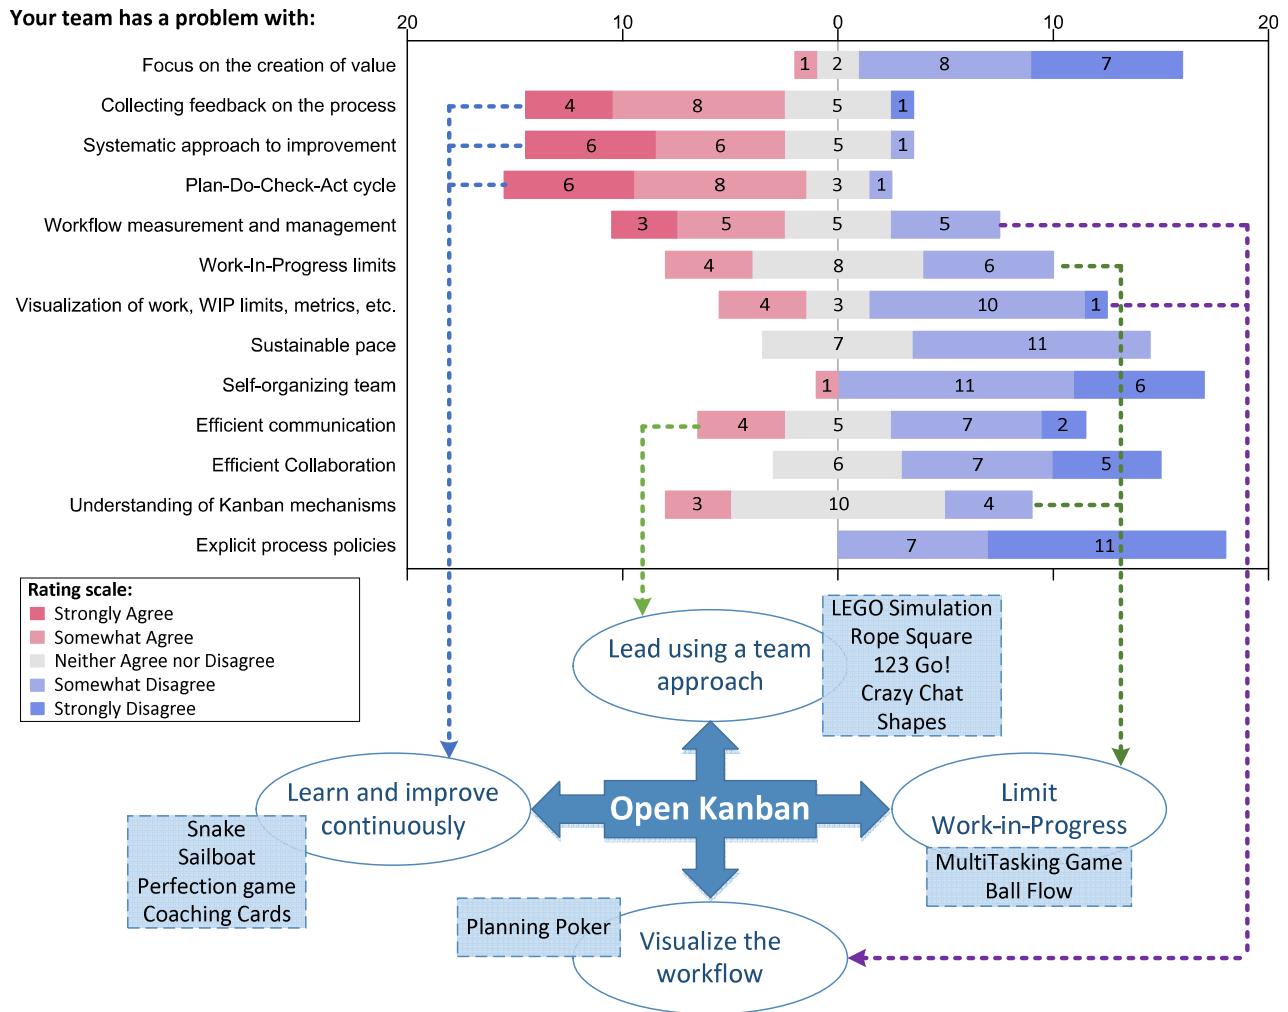 Your team has a problem with:
20 10 0 10 20
Focus on the creation of value 1 2 8 7
Collecting feedback on the process 4 8 5 1
Systematic approach to improvement 6 6 5 1
Plan-Do-Check-Act cycle 6 8 3 1
Workflow measurement and management 3 5 5 5
Work-In-Progress limits 4 8 6
Visualization of work, WIP limits, metrics, etc. 4 3 10 1
Sustainable pace 7 11
Self-organizing team 1 11 6
Efficient communication 4 5 7 2
Efficient Collaboration 6 7 5
Understanding of Kanban mechanisms 3 10 4
Explicit process policies 7 11
20 10 0 10 20
Rating scale:
Strongly Agree
Somewhat Agree
Neither Agree nor Disagree
Somewhat Disagree
Strongly Disagree
Lead using a team
approach
LEGO Simulation
Rope Square
123 Go!
Crazy Chat
Shapes
Learn and improve
continuously
Snake
Sailboat
Perfection game
Coaching Cards
Open Kanban
Limit
Work-in-Progress
MultiTasking Game
Ball Flow
Planning Poker
Visualize the
workflow